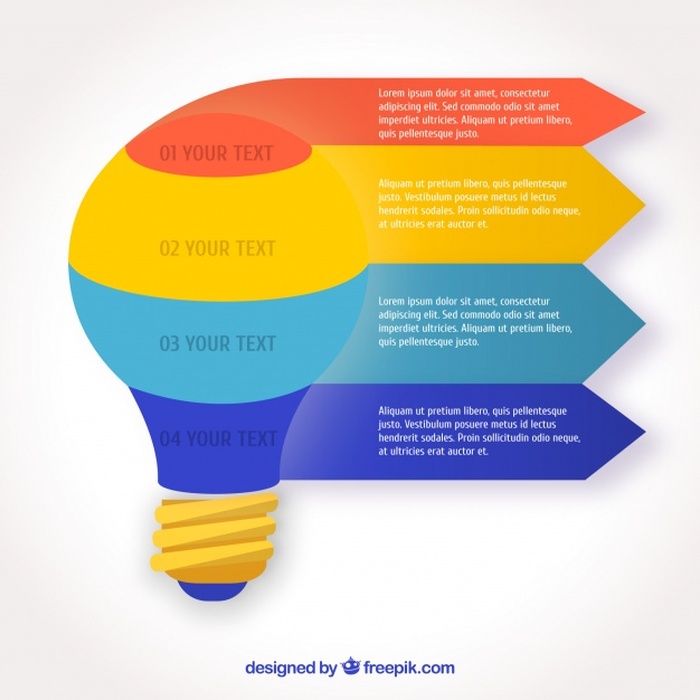 01 YOUR TEXT
Lorem ipsum dolor sit amet, consectetur
adipiscing elit. Sed commodo odio sit amet
imperdiet ultricies. Aliquam ut pretium libero,
quis pellentesque justo.
02 YOUR TEXT
Aliquam ut pretium libero, quis pellentesque
justo. Vestibulum posuere metus id lectus
hendrerit sodales. Proin sollicitudin odio neque,
at ultricies erat auctor et.
03 YOUR TEXT
Lorem ipsum dolor sit amet, consectetur
adipiscing elit. Sed commodo odio sit amet
imperdiet ultricies. Aliquam ut pretium libero,
quis pellentesque justo.
04 YOUR TEXT
Aliquam ut pretium libero, quis pellentesque
justo. Vestibulum posuere metus id lectus
hendrerit sodales. Proin sollicitudin odio neque,
at ultricies erat auctor et.
designed by freepik.com